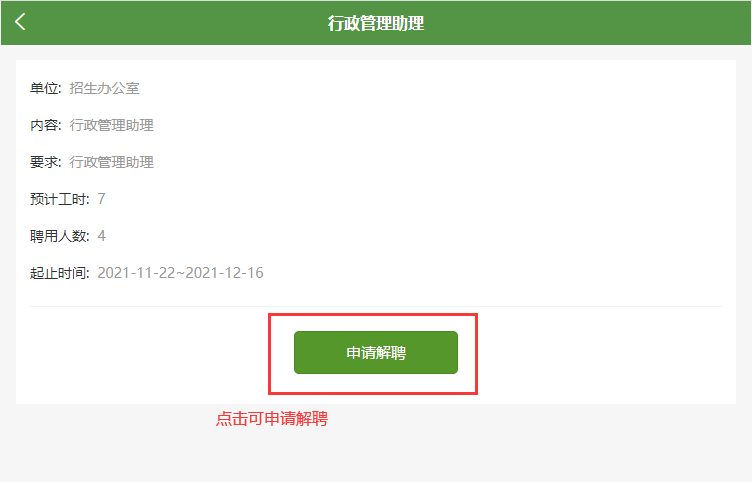 行政管理助理
单位: 招生办公室
内容: 行政管理助理
要求: 行政管理助理
预计工时: 7
聘用人数: 4
起止时间: 2021-11-22~2021-12-16
申请解聘
点击可申请解聘